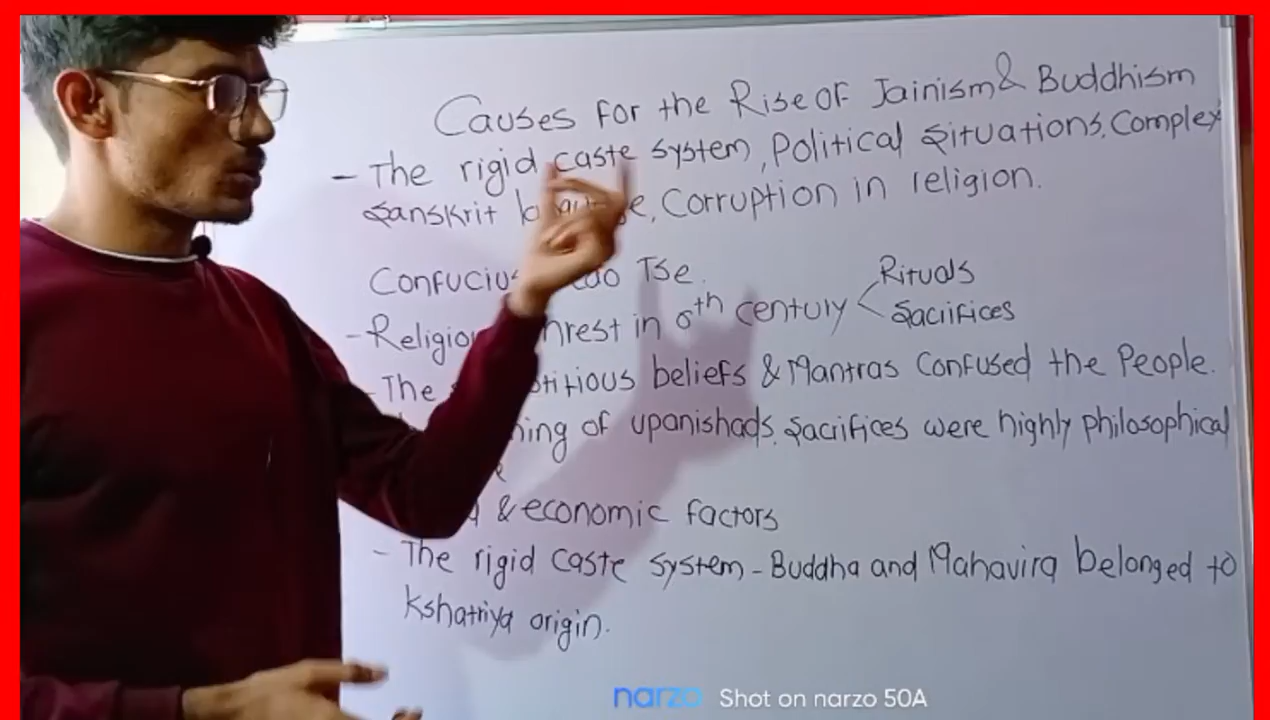 Causes for the Rise of Jainism & Buddhism
- The rigid caste system, Political Situations, Complex
Sanskrit, Corruption in religion.
Tse.
- in 6th century < Rituals
Sacrifices
- The beliefs & Mantras Confused the People.
of upanishads, Sacrifices were highly philosophical
& economic factors
- The rigid caste system - Buddha and Mahavira belonged to
Kshatriya origin.
narzo Shot on narzo 50A